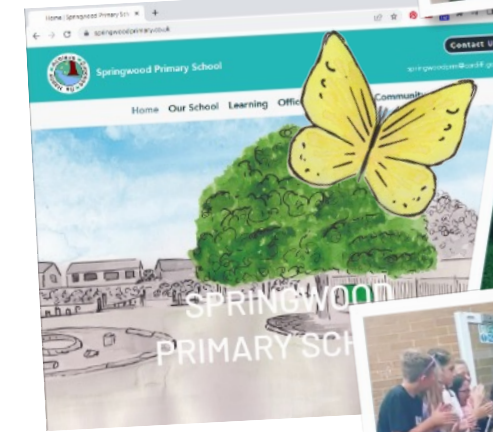 Home | Springwood Primary Sch
springwoodprimary.co.uk
Contact U
Springwood Primary School
Home Our School Learning Offic Community
SPRINGWOOD
PRIMARY SCH